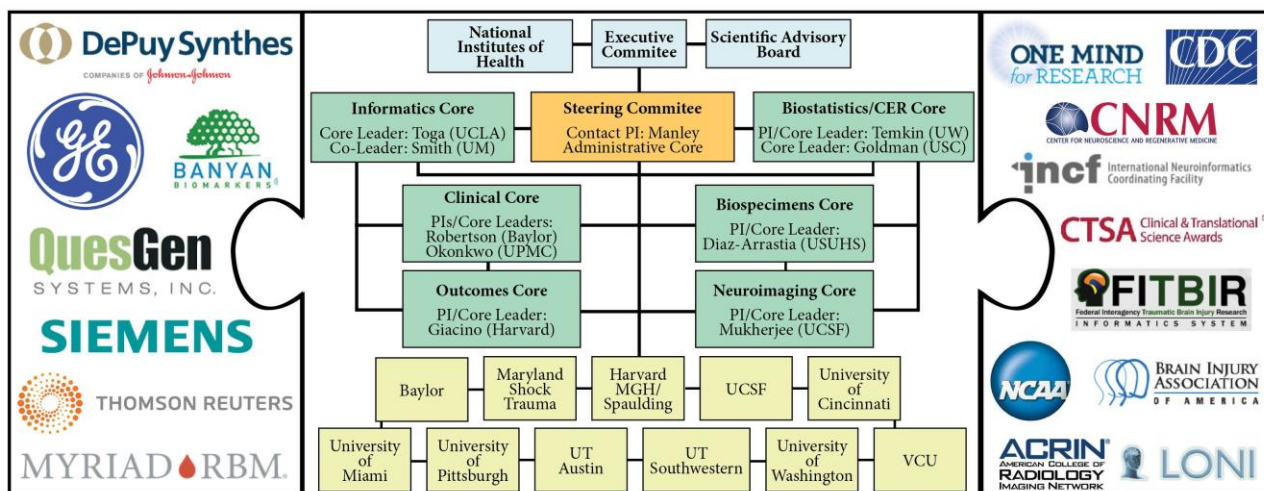 DePuy Synthes
COMPANIES OF Johnson & Johnson
GE
BANYAN
BIOMARKERS
QuesGen
SYSTEMS, INC.
SIEMENS
THOMSON REUTERS
MYRIAD RBM
National
Institutes of
Health
Executive
Commitee
Scientific Advisory
Board
Informatics Core
Core Leader: Toga (UCLA)
Co-Leader: Smith (UM)
Steering Commitee
Contact PI: Manley
Administrative Core
Biostatistics/CER Core
PI/Core Leader: Temkin (UW)
Core Leader: Goldman (USC)
Clinical Core
PIs/Core Leaders:
Robertson (Baylor)
Okonkwo (UPMC)
Biospecimens Core
PI/Core Leader:
Diaz-Arrastia (USUHS)
Outcomes Core
PI/Core Leader:
Giacino (Harvard)
Neuroimaging Core
PI/Core Leader:
Mukherjee (UCSF)
Baylor
Maryland
Shock
Trauma
Harvard
MGH/
Spaulding
UCSF
University
of
Cincinnati
University
of
Miami
University
of
Pittsburgh
UT
Austin
UT
Southwestern
University
of
Washington
VCU
ONE MIND
for RESEARCH
CDC
CNRM
CENTER FOR NEUROSCIENCE AND REGENERATIVE MEDICINE
incf International Neuroinformatics
Coordinating Facility
CTSA Clinical & Translational
Science Awards
FITBIR
Federal Interagency Traumatic Brain Injury Research
INFORMATICS SYSTEM
NCAA
BRAIN INJURY
ASSOCIATION
OF AMERICA
ACRIN
AMERICAN COLLEGE OF
RADIOLOGY
IMAGING NETWORK
LONI